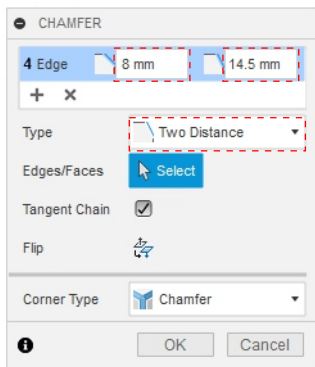 CHAMFER
4 Edge 8 mm 14.5 mm
Type Two Distance
Edges/Faces Select
Tangent Chain
Flip
Corner Type Chamfer
OK Cancel